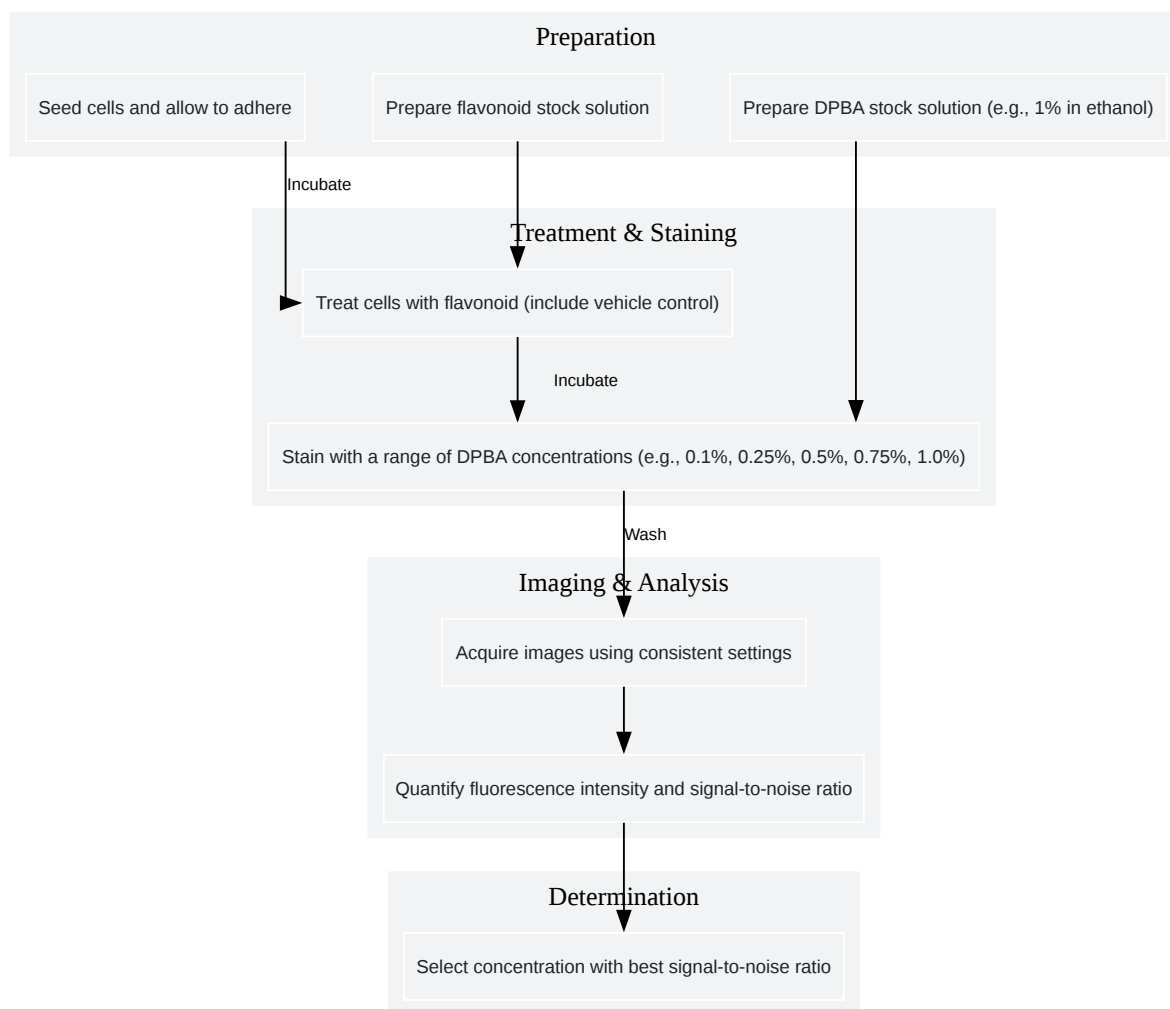 Preparation
Seed cells and allow to adhere
Prepare flavonoid stock solution
Prepare DPBA stock solution (e.g., 1% in ethanol)
Incubate
Treatment & Staining
Treat cells with flavonoid (include vehicle control)
Incubate
Stain with a range of DPBA concentrations (e.g., 0.1%, 0.25%, 0.5%, 0.75%, 1.0%)
Wash
Imaging & Analysis
Acquire images using consistent settings
Quantify fluorescence intensity and signal-to-noise ratio
Determination
Select concentration with best signal-to-noise ratio